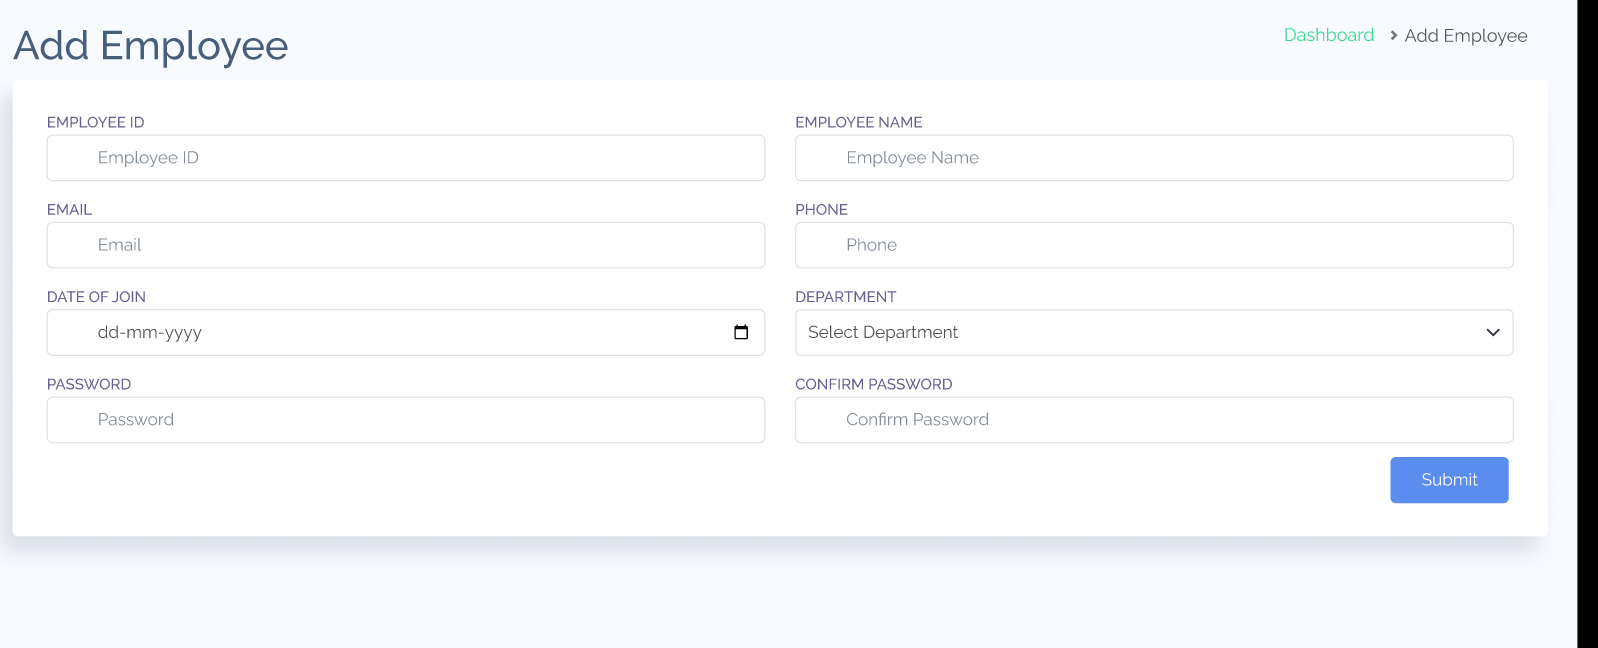 Add Employee
Dashboard > Add Employee
EMPLOYEE ID
Employee ID
EMPLOYEE NAME
Employee Name
EMAIL
Email
PHONE
Phone
DATE OF JOIN
dd-mm-yyyy
DEPARTMENT
Select Department
PASSWORD
Password
CONFIRM PASSWORD
Confirm Password
Submit